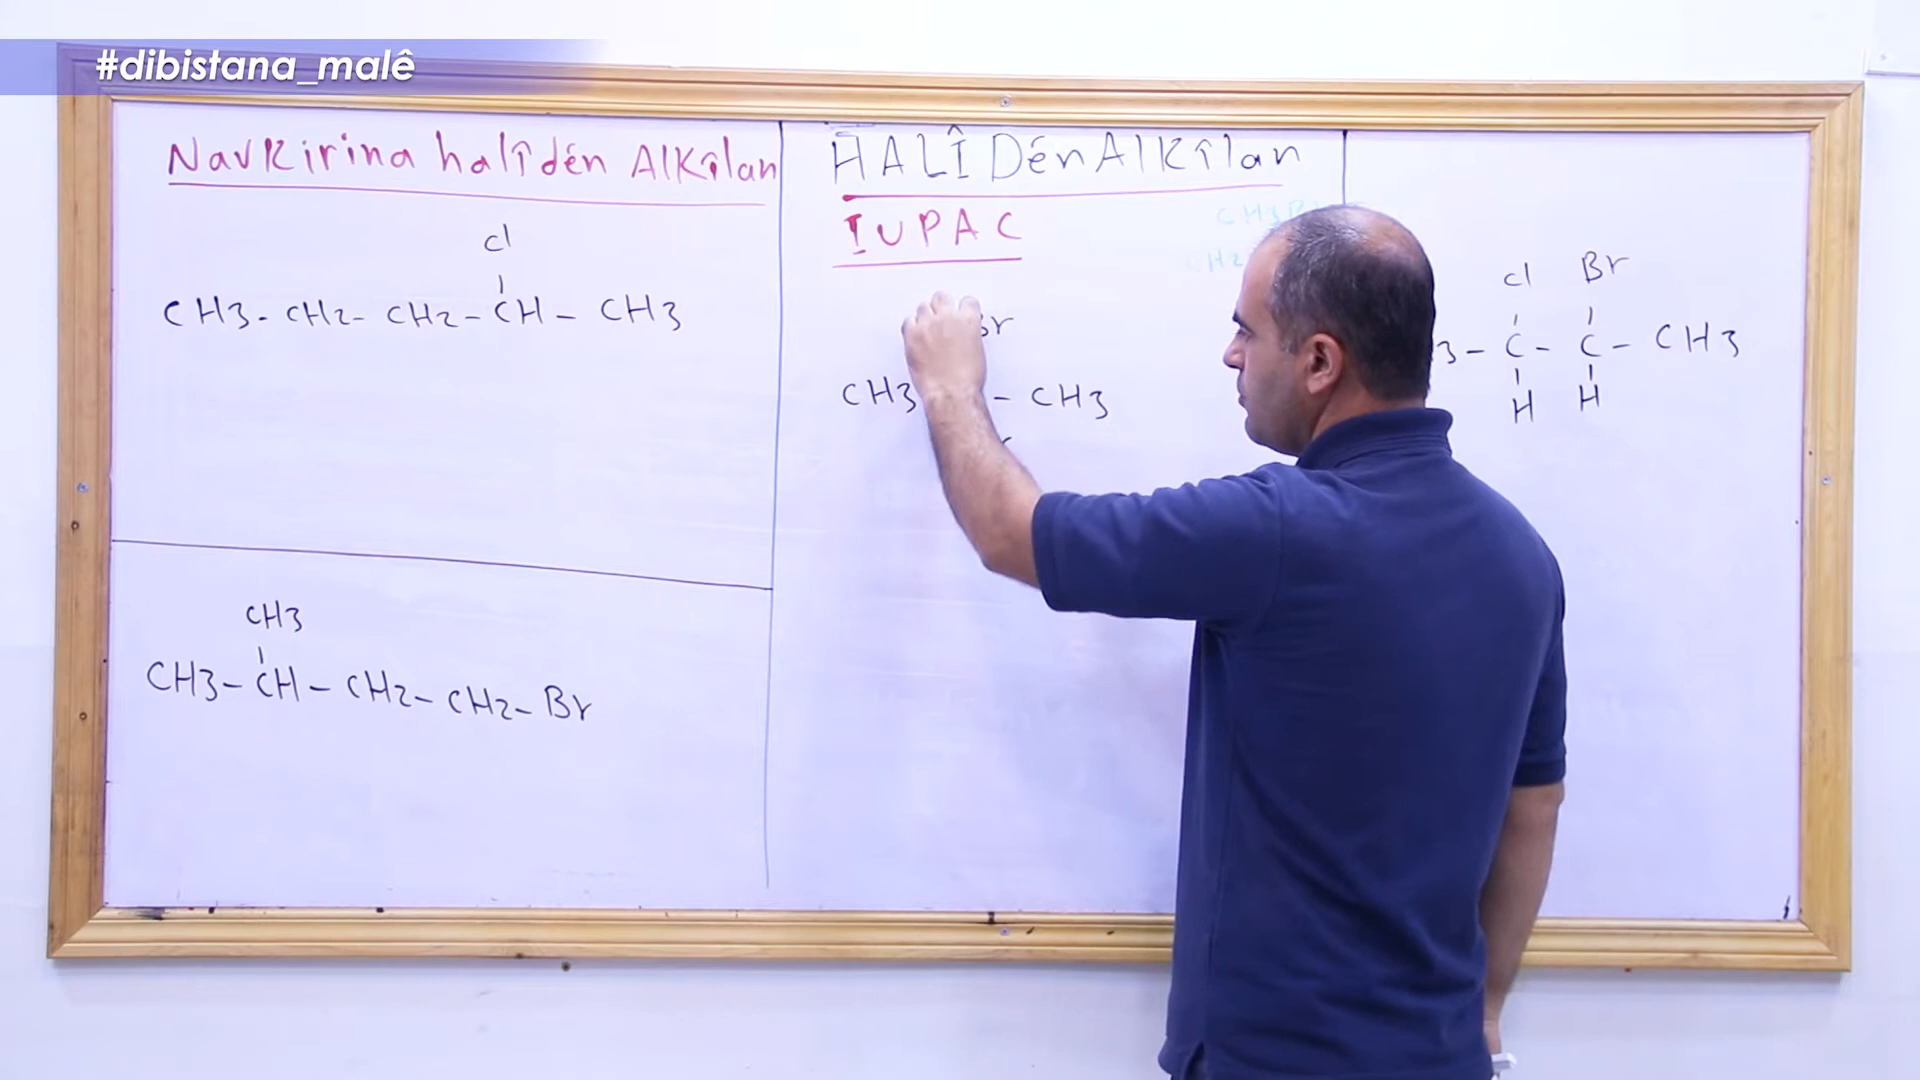 #dibistana_malê
Navkirina halîdên Alkîlan
Cl
CH3- CH2- CH2- CH - CH3
CH3
CH3- CH - CH2- CH2- Br
HALÎDên Alkîlan
IUPAC
Br
CH3 - CH3
Cl Br
3- C - C - CH3
H H